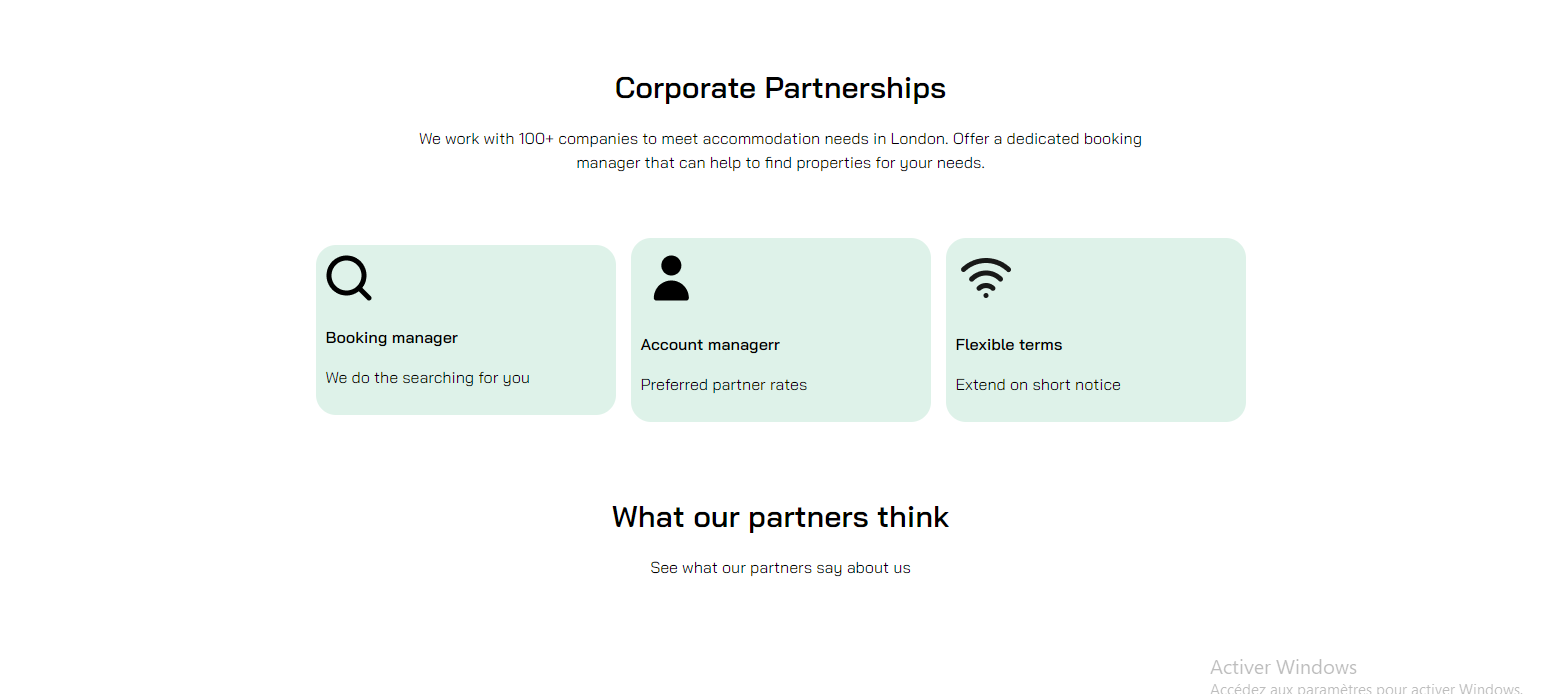 Corporate Partnerships
We work with 100+ companies to meet accommodation needs in London. Offer a dedicated booking
manager that can help to find properties for your needs.
Booking manager
We do the searching for you
Account managerr
Preferred partner rates
Flexible terms
Extend on short notice
What our partners think
See what our partners say about us
Activer Windows
Accédez aux paramètres pour activer Windows.